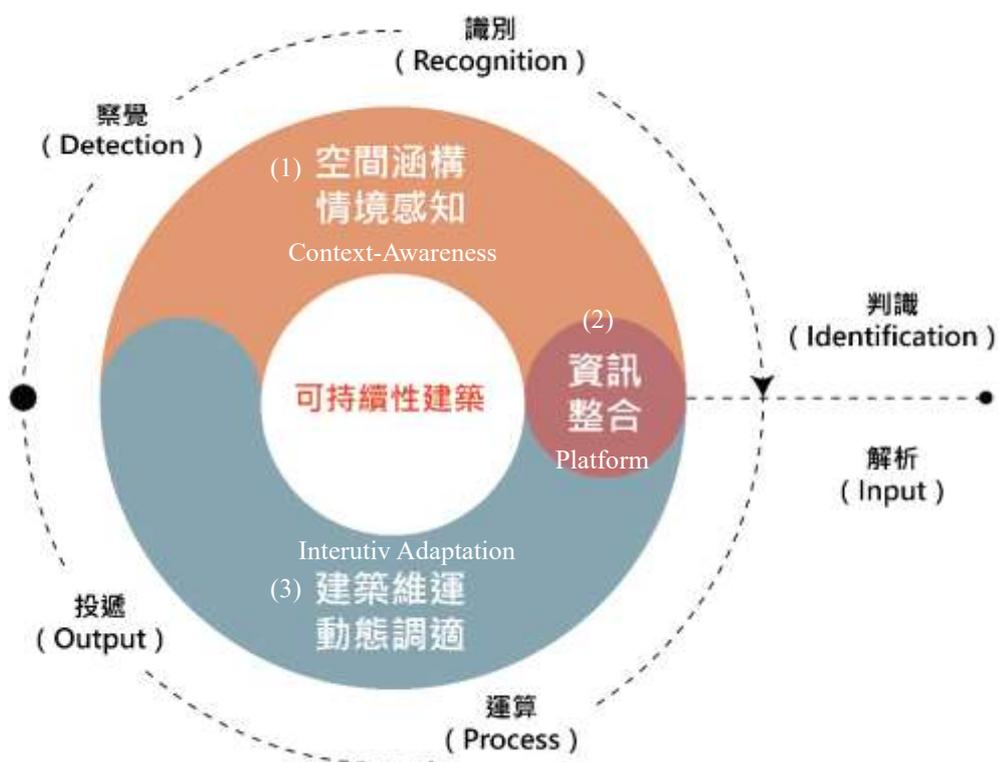 識別
( Recognition )
察覺
( Detection )
(1) 空間涵構
情境感知
Context-Awareness
(2)
資訊
整合
Platform
可持續性建築
判識
( Identification )
解析
( Input )
Interutiv Adaptation
(3) 建築維運
動態調適
投遞
( Output )
運算
( Process )